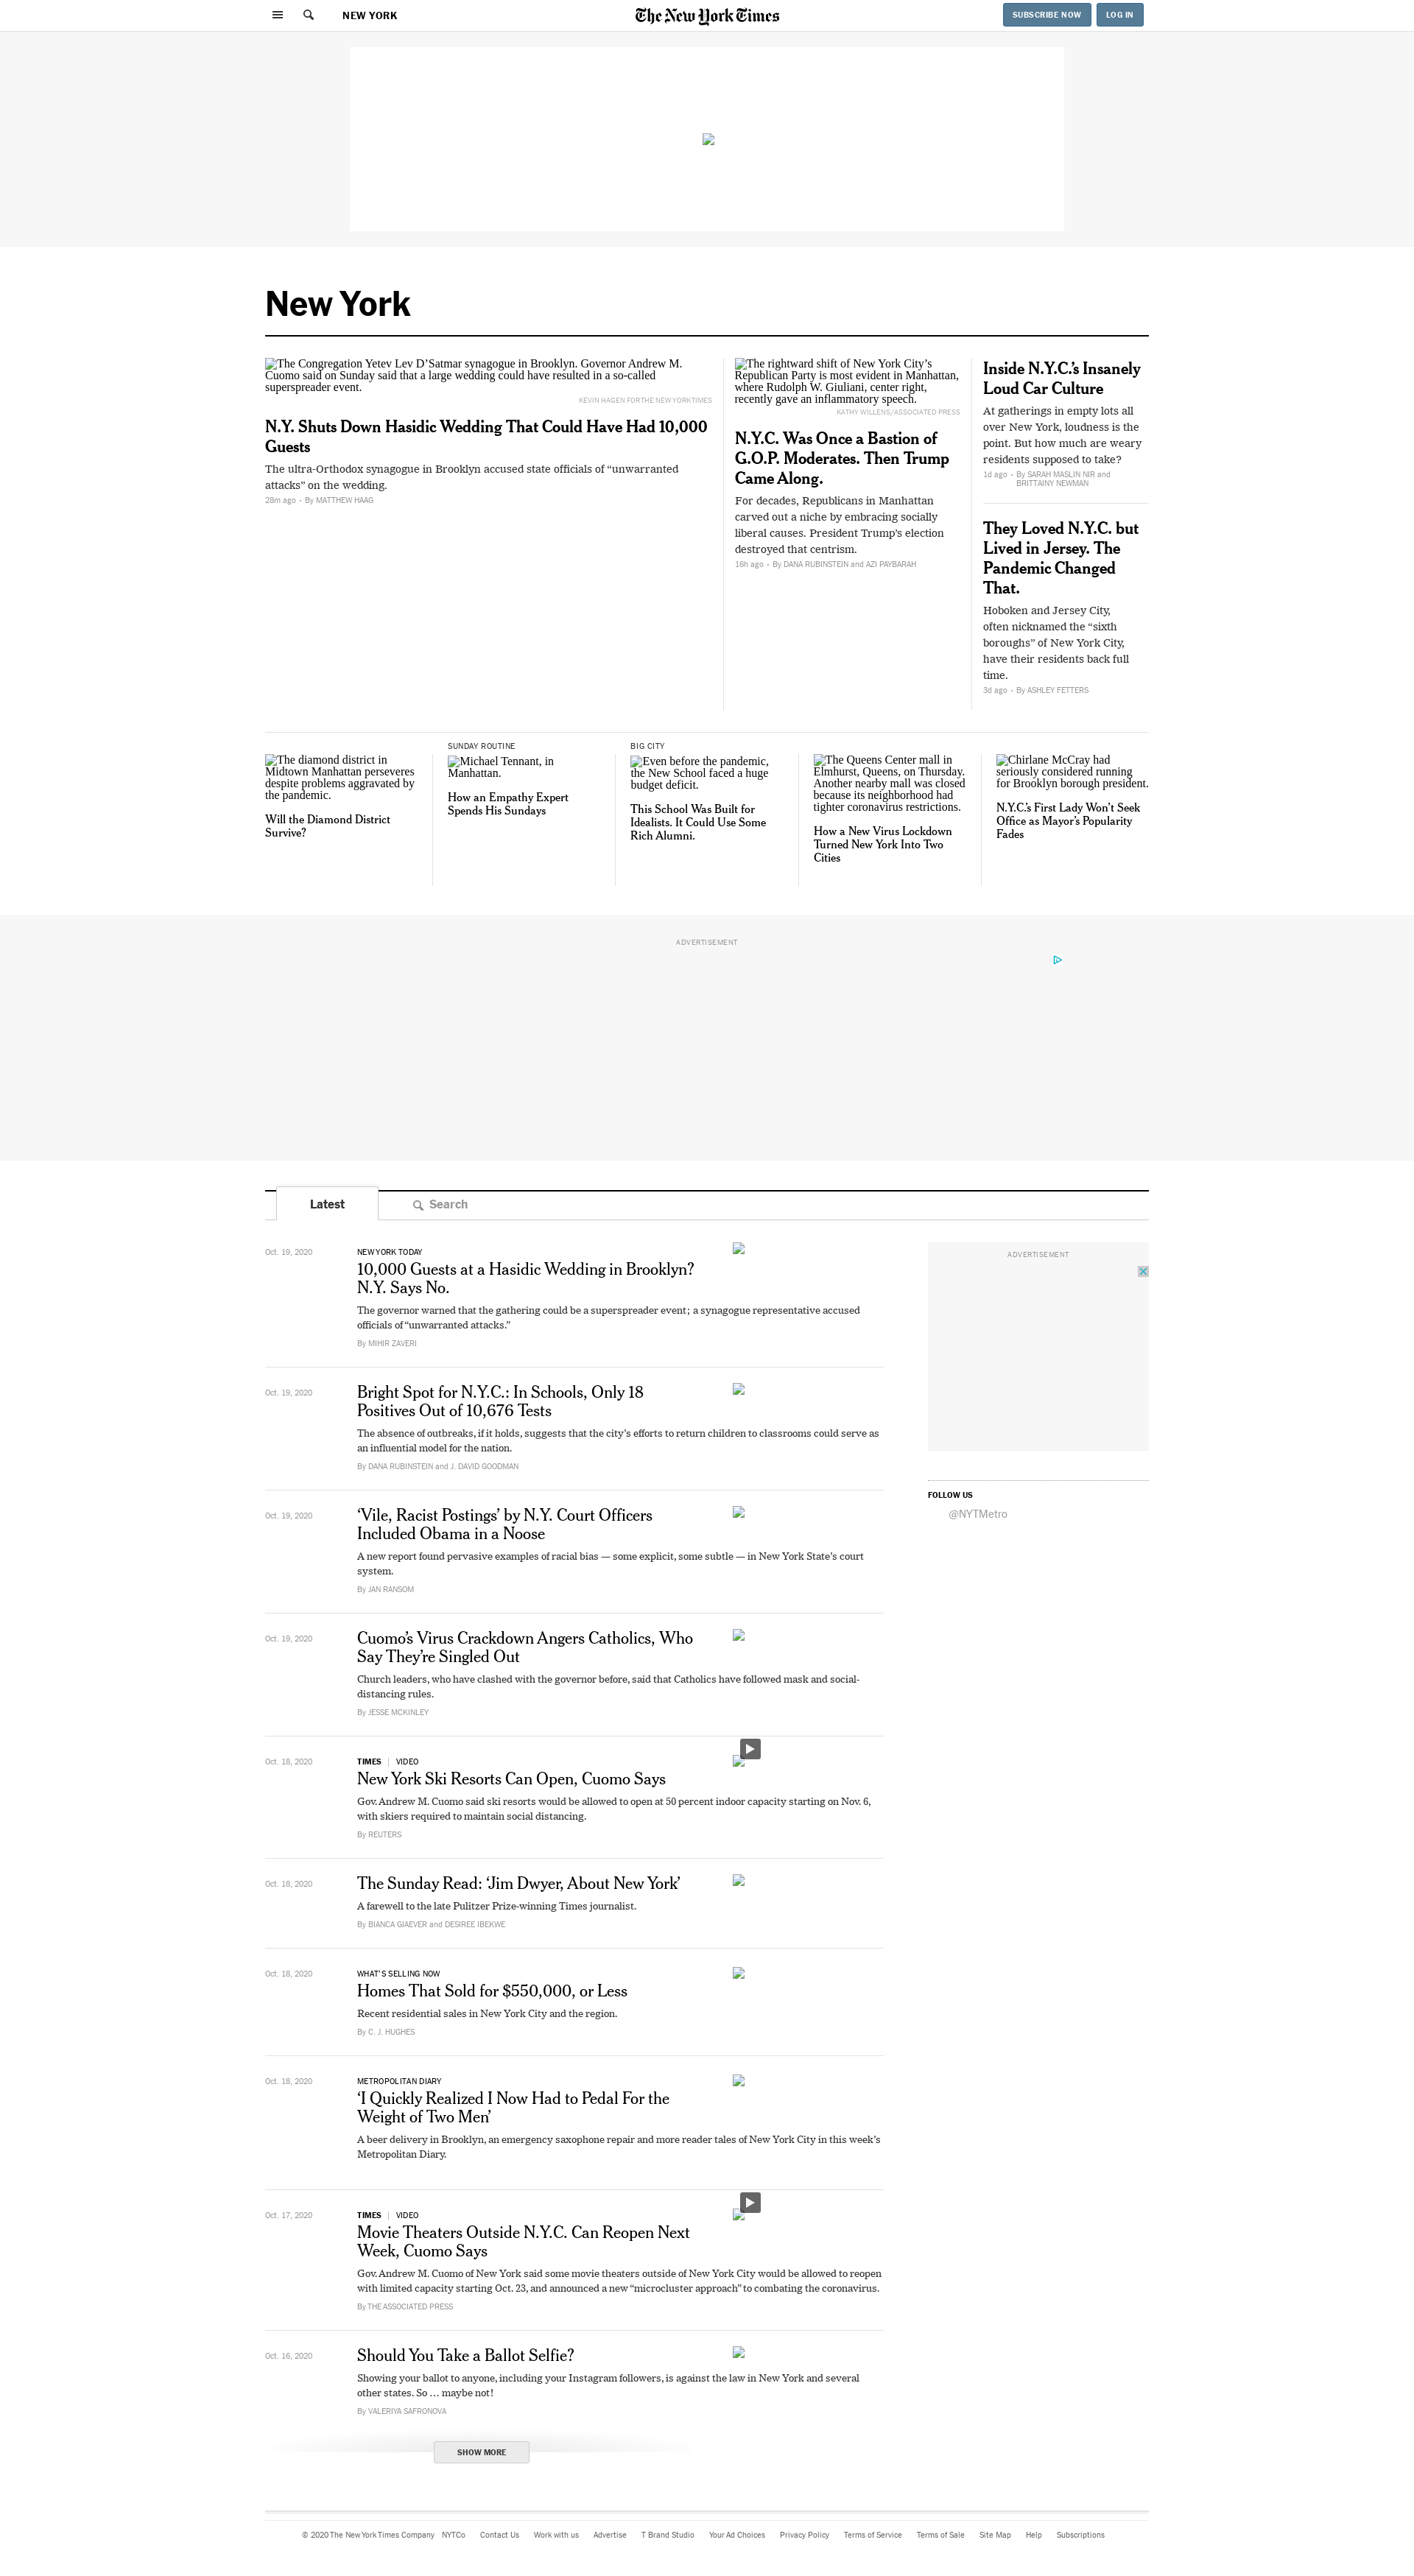 NEW YORK
The New York Times
SUBSCRIBE NOW
LOG IN
New York
The Congregation Yetev Lev D’Satmar synagogue in Brooklyn. Governor Andrew M.
Cuomo said on Sunday said that a large wedding could have resulted in a so-called
superspreader event.
KEVIN HAGEN FOR THE NEW YORK TIMES
N.Y. Shuts Down Hasidic Wedding That Could Have Had 10,000
Guests
The ultra-Orthodox synagogue in Brooklyn accused state officials of “unwarranted
attacks” on the wedding.
28m ago • By MATTHEW HAAG
The rightward shift of New York City’s
Republican Party is most evident in Manhattan,
where Rudolph W. Giuliani, center right,
recently gave an inflammatory speech.
KATHY WILLENS/ASSOCIATED PRESS
N.Y.C. Was Once a Bastion of
G.O.P. Moderates. Then Trump
Came Along.
For decades, Republicans in Manhattan
carved out a niche by embracing socially
liberal causes. President Trump’s election
destroyed that centrism.
16h ago • By DANA RUBINSTEIN and AZI PAYBARAH
Inside N.Y.C.’s Insanely
Loud Car Culture
At gatherings in empty lots all
over New York, loudness is the
point. But how much are weary
residents supposed to take?
1d ago • By SARAH MASLIN NIR and
BRITTAINY NEWMAN
They Loved N.Y.C. but
Lived in Jersey. The
Pandemic Changed
That.
Hoboken and Jersey City,
often nicknamed the “sixth
boroughs” of New York City,
have their residents back full
time.
3d ago • By ASHLEY FETTERS
The diamond district in
Midtown Manhattan perseveres
despite problems aggravated by
the pandemic.
Will the Diamond District
Survive?
SUNDAY ROUTINE
Michael Tennant, in
Manhattan.
How an Empathy Expert
Spends His Sundays
BIG CITY
Even before the pandemic,
the New School faced a huge
budget deficit.
This School Was Built for
Idealists. It Could Use Some
Rich Alumni.
The Queens Center mall in
Elmhurst, Queens, on Thursday.
Another nearby mall was closed
because its neighborhood had
tighter coronavirus restrictions.
How a New Virus Lockdown
Turned New York Into Two
Cities
Chirlane McCray had
seriously considered running
for Brooklyn borough president.
N.Y.C.’s First Lady Won’t Seek
Office as Mayor’s Popularity
Fades
ADVERTISEMENT
Latest
Search
Oct. 19, 2020
NEW YORK TODAY
10,000 Guests at a Hasidic Wedding in Brooklyn?
N.Y. Says No.
The governor warned that the gathering could be a superspreader event; a synagogue representative accused
officials of “unwarranted attacks.”
By MIHIR ZAVERI
Oct. 19, 2020
Bright Spot for N.Y.C.: In Schools, Only 18
Positives Out of 10,676 Tests
The absence of outbreaks, if it holds, suggests that the city’s efforts to return children to classrooms could serve as
an influential model for the nation.
By DANA RUBINSTEIN and J. DAVID GOODMAN
Oct. 19, 2020
‘Vile, Racist Postings’ by N.Y. Court Officers
Included Obama in a Noose
A new report found pervasive examples of racial bias — some explicit, some subtle — in New York State’s court
system.
By JAN RANSOM
Oct. 19, 2020
Cuomo’s Virus Crackdown Angers Catholics, Who
Say They’re Singled Out
Church leaders, who have clashed with the governor before, said that Catholics have followed mask and social-
distancing rules.
By JESSE MCKINLEY
Oct. 18, 2020
TIMES | VIDEO
New York Ski Resorts Can Open, Cuomo Says
Gov. Andrew M. Cuomo said ski resorts would be allowed to open at 50 percent indoor capacity starting on Nov. 6,
with skiers required to maintain social distancing.
By REUTERS
Oct. 18, 2020
The Sunday Read: ‘Jim Dwyer, About New York’
A farewell to the late Pulitzer Prize-winning Times journalist.
By BIANCA GIAEVER and DESIREE IBEKWE
Oct. 18, 2020
WHAT’S SELLING NOW
Homes That Sold for $550,000, or Less
Recent residential sales in New York City and the region.
By C. J. HUGHES
Oct. 18, 2020
METROPOLITAN DIARY
‘I Quickly Realized I Now Had to Pedal For the
Weight of Two Men’
A beer delivery in Brooklyn, an emergency saxophone repair and more reader tales of New York City in this week’s
Metropolitan Diary.
Oct. 17, 2020
TIMES | VIDEO
Movie Theaters Outside N.Y.C. Can Reopen Next
Week, Cuomo Says
Gov. Andrew M. Cuomo of New York said some movie theaters outside of New York City would be allowed to reopen
with limited capacity starting Oct. 23, and announced a new “microcluster approach” to combating the coronavirus.
By THE ASSOCIATED PRESS
Oct. 16, 2020
Should You Take a Ballot Selfie?
Showing your ballot to anyone, including your Instagram followers, is against the law in New York and several
other states. So … maybe not!
By VALERIYA SAFRONOVA
SHOW MORE
ADVERTISEMENT
FOLLOW US
@NYTMetro
© 2020 The New York Times Company NYTCo Contact Us Work with us Advertise T Brand Studio Your Ad Choices Privacy Policy Terms of Service Terms of Sale Site Map Help Subscriptions